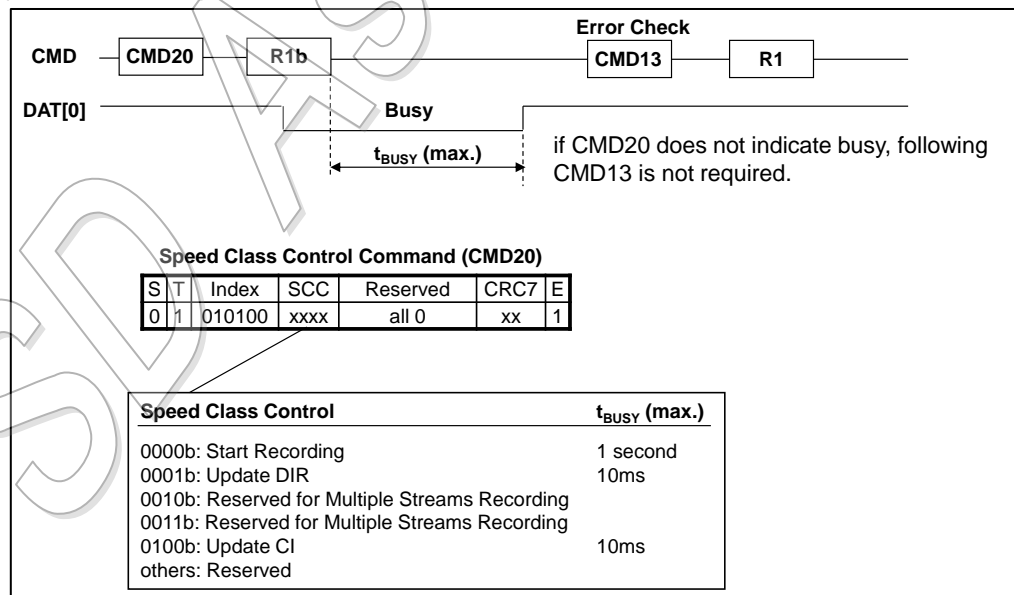 Error Check
CMD CMD20 R1b CMD13 R1
DAT[0] Busy
tBUSY (max.)
if CMD20 does not indicate busy, following
CMD13 is not required.
Speed Class Control Command (CMD20)
S T Index SCC Reserved CRC7 E
0 1 010100 xxxx all 0 xx 1
Speed Class Control tBUSY (max.)
0000b: Start Recording 1 second
0001b: Update DIR 10ms
0010b: Reserved for Multiple Streams Recording
0011b: Reserved for Multiple Streams Recording
0100b: Update CI 10ms
others: Reserved
SDAS